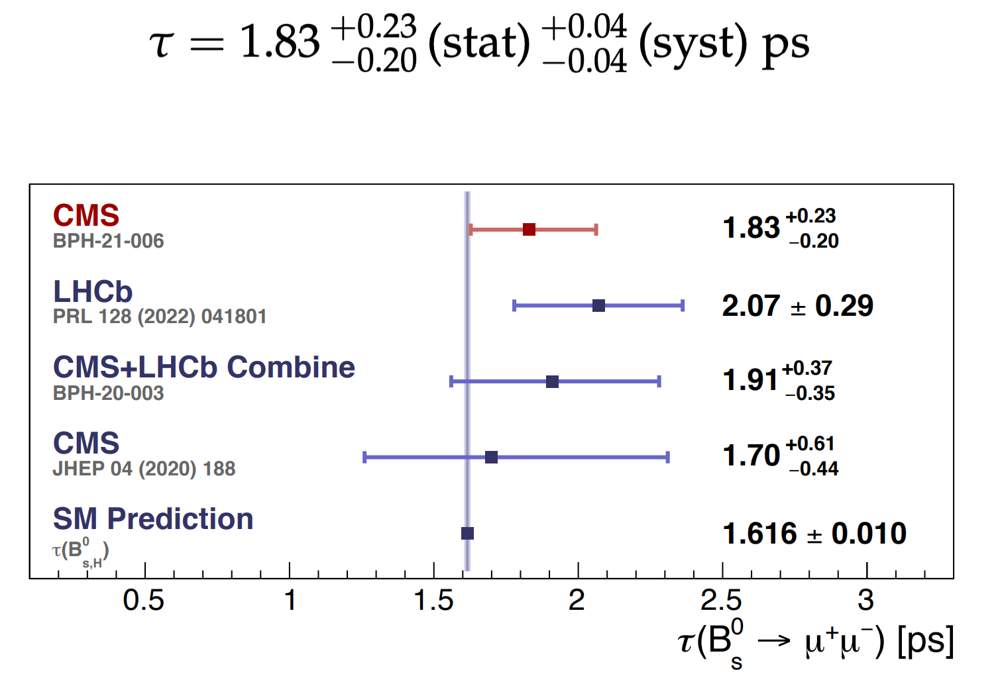 τ = 1.83 +0.23 −0.20 (stat) +0.04 −0.04 (syst) ps
CMS
BPH-21-006
1.83 +0.23 −0.20
LHCb
PRL 128 (2022) 041801
2.07 ± 0.29
CMS+LHCb Combine
BPH-20-003
1.91 +0.37 −0.35
CMS
JHEP 04 (2020) 188
1.70 +0.61 −0.44
SM Prediction
τ(B⁰s,H)
1.616 ± 0.010
0.5 1 1.5 2 2.5 3
τ(B⁰s → μ⁺μ⁻) [ps]